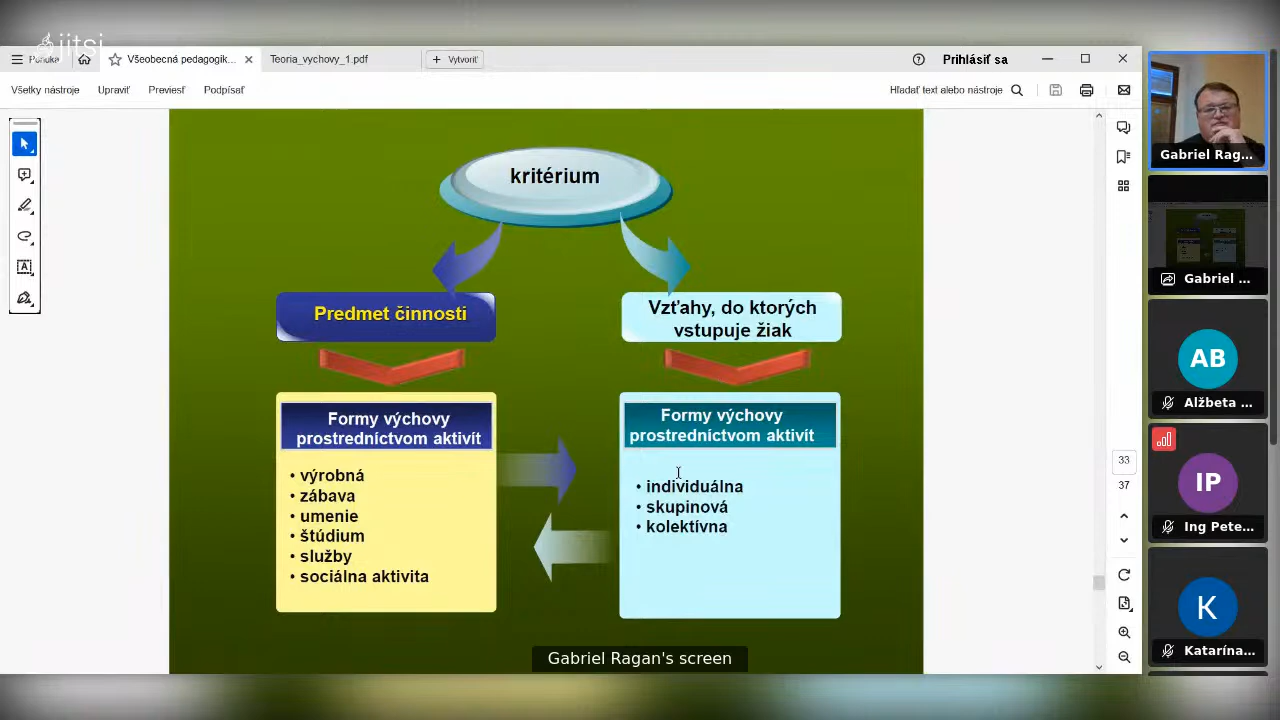 jitsi
Ponuka
Všeobecná pedagogik...
Teoria_vychovy_1.pdf
Vytvoriť
Prihlásiť sa
Všetky nástroje
Upraviť
Previesť
Podpísať
Hľadať text alebo nástroje
kritérium
Predmet činnosti
Vzťahy, do ktorých
vstupuje žiak
Formy výchovy
prostredníctvom aktivít
• výrobná
• zábava
• umenie
• štúdium
• služby
• sociálna aktivita
Formy výchovy
prostredníctvom aktivít
• individuálna
• skupinová
• kolektívna
33
37
Gabriel Ragan's screen
Gabriel Rag...
Gabriel ...
AB
Alžbeta ...
IP
Ing Pete...
K
Katarína...